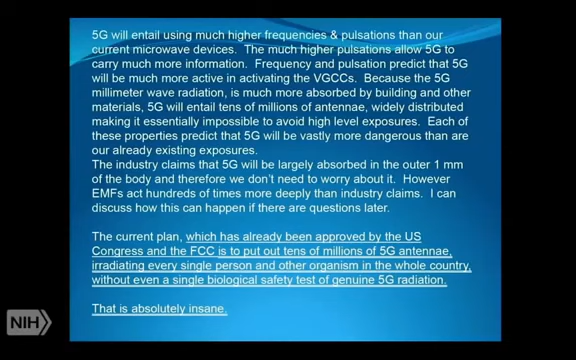 5G will entail using much higher frequencies & pulsations than our
current microwave devices.  The much higher pulsations allow 5G to
carry much more information.  Frequency and pulsation predict that 5G
will be much more active in activating the VGCCs.  Because the 5G
millimeter wave radiation, is much more absorbed by building and other
materials, 5G will entail tens of millions of antennae, widely distributed
making it essentially impossible to avoid high level exposures.  Each of
these properties predict that 5G will be vastly more dangerous than are
our already existing exposures.
The industry claims that 5G will be largely absorbed in the outer 1 mm
of the body and therefore we don't need to worry about it.  However
EMFs act hundreds of times more deeply than industry claims.  I can
discuss how this can happen if there are questions later.
The current plan, which has already been approved by the US
Congress and the FCC is to put out tens of millions of 5G antennae,
irradiating every single person and other organism in the whole country,
without even a single biological safety test of genuine 5G radiation.
That is absolutely insane.
NIH